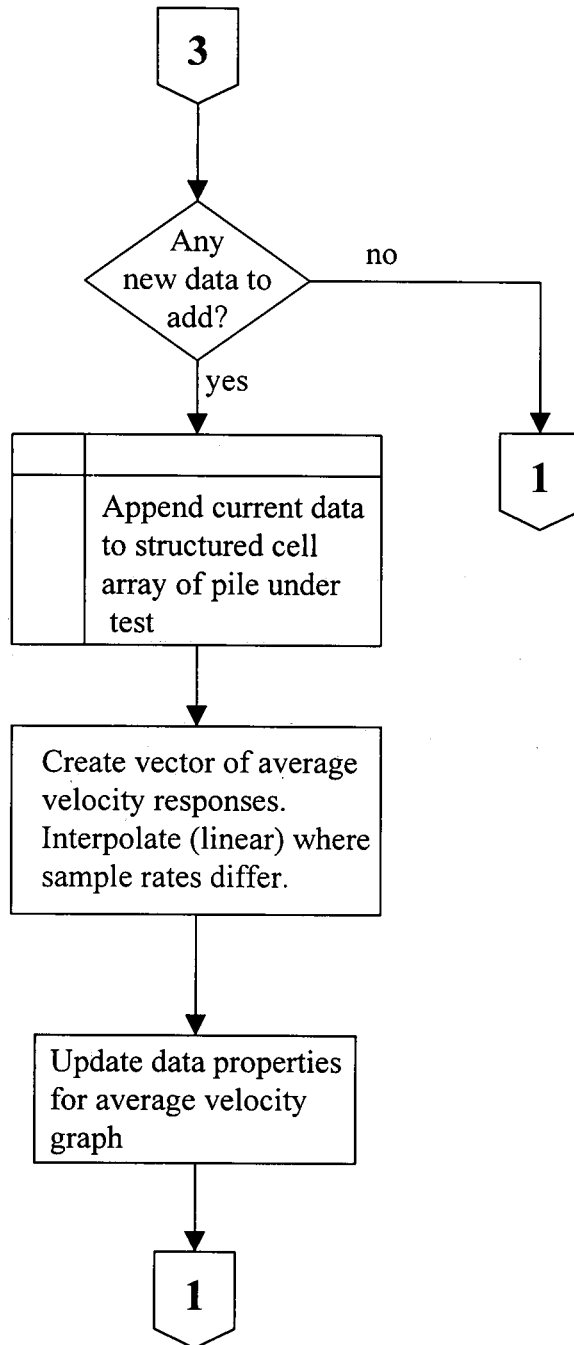 3
Any
new data to
add?
no
yes
1
Append current data
to structured cell
array of pile under
test
Create vector of average
velocity responses.
Interpolate (linear) where
sample rates differ.
Update data properties
for average velocity
graph
1